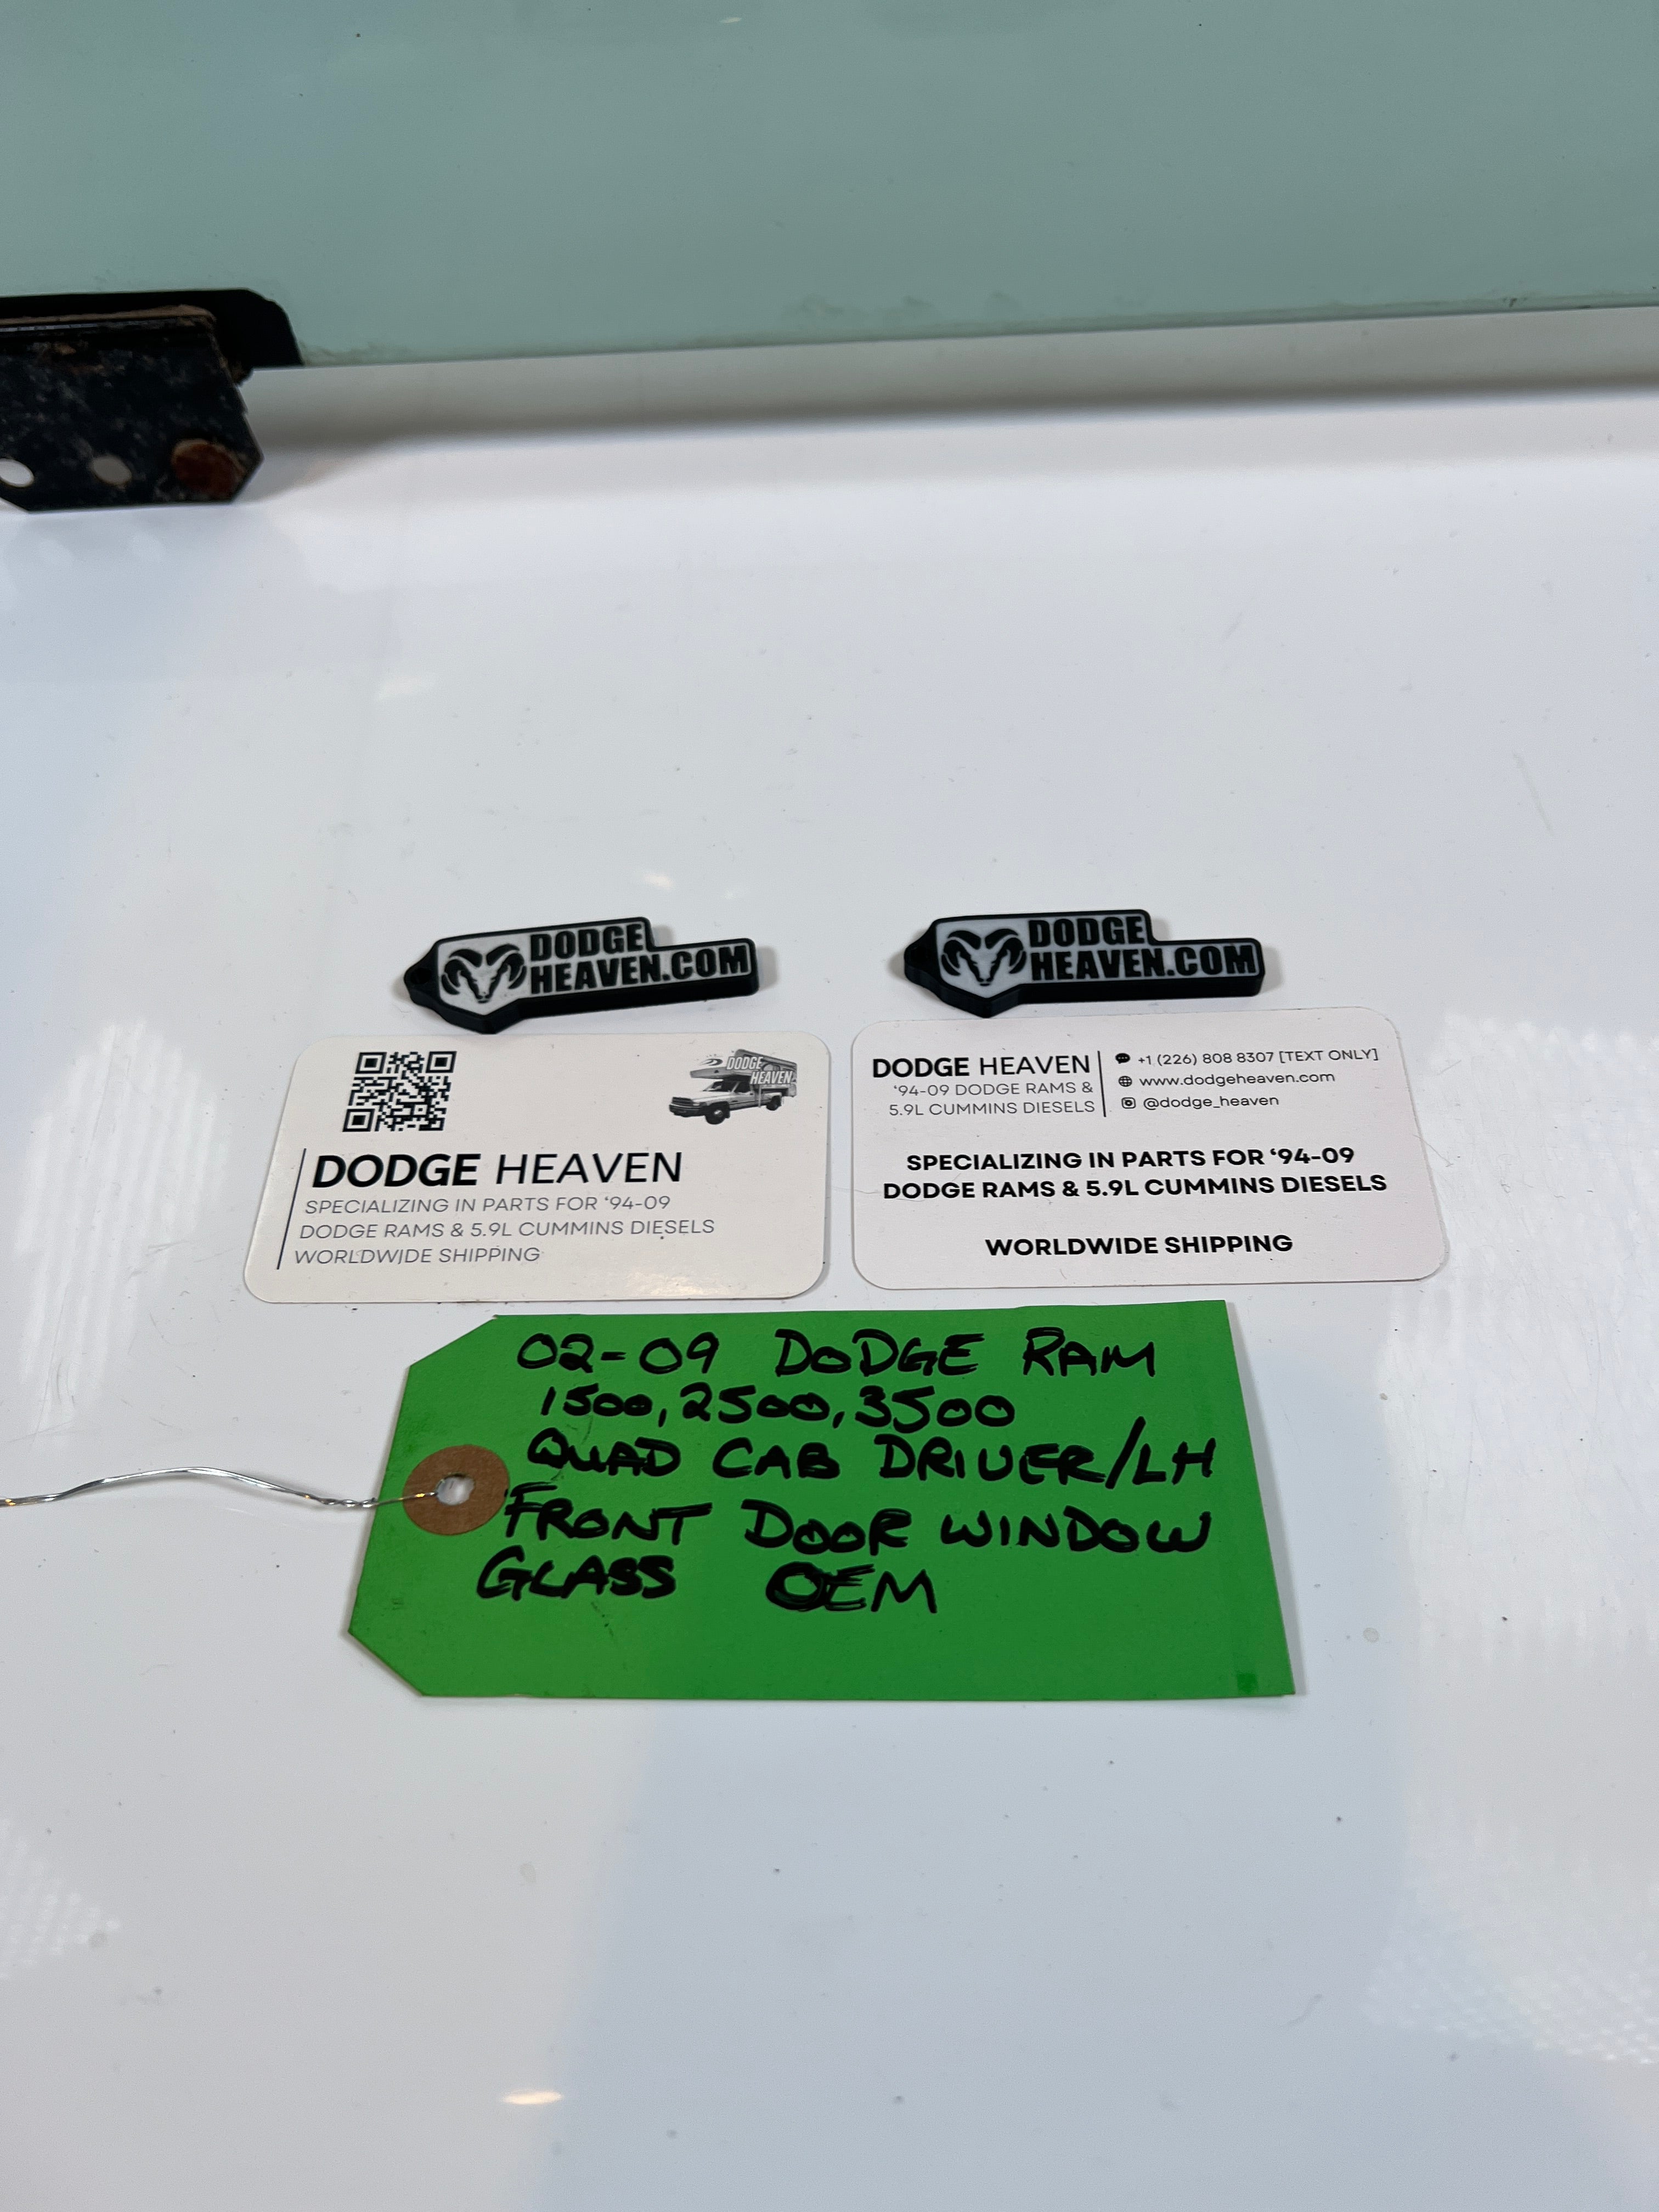 DODGE
HEAVEN.COM
DODGE
HEAVEN.COM
DODGE
HEAVEN
DODGE HEAVEN
SPECIALIZING IN PARTS FOR ‘94-09
DODGE RAMS & 5.9L CUMMINS DIESELS
WORLDWIDE SHIPPING
DODGE HEAVEN
‘94-09 DODGE RAMS &
5.9L CUMMINS DIESELS
+1 (226) 808 8307 [TEXT ONLY]
www.dodgeheaven.com
@dodge_heaven
SPECIALIZING IN PARTS FOR ‘94-09
DODGE RAMS & 5.9L CUMMINS DIESELS
WORLDWIDE SHIPPING
02-09 DODGE RAM
1500, 2500, 3500
QUAD CAB DRIVER/LH
FRONT DOOR WINDOW
GLASS OEM